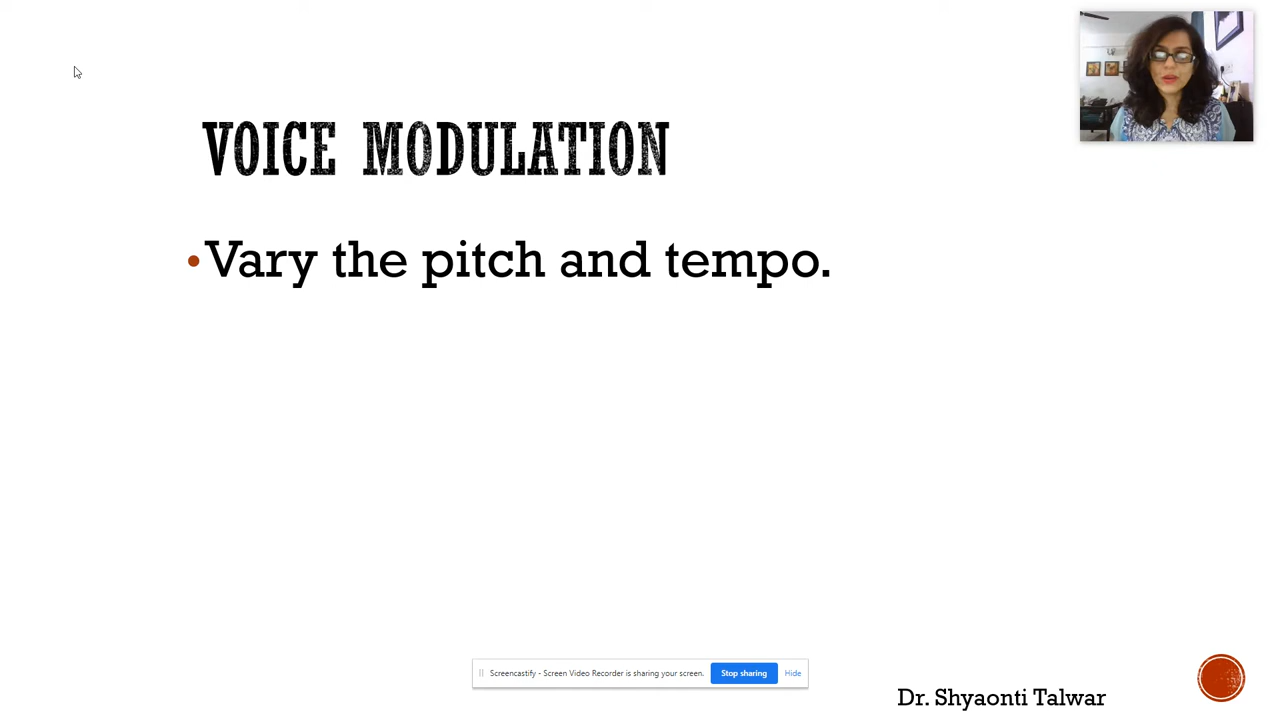 VOICE MODULATION
•Vary the pitch and tempo.
Screencastify - Screen Video Recorder is sharing your screen. Stop sharing Hide
Dr. Shyaonti Talwar